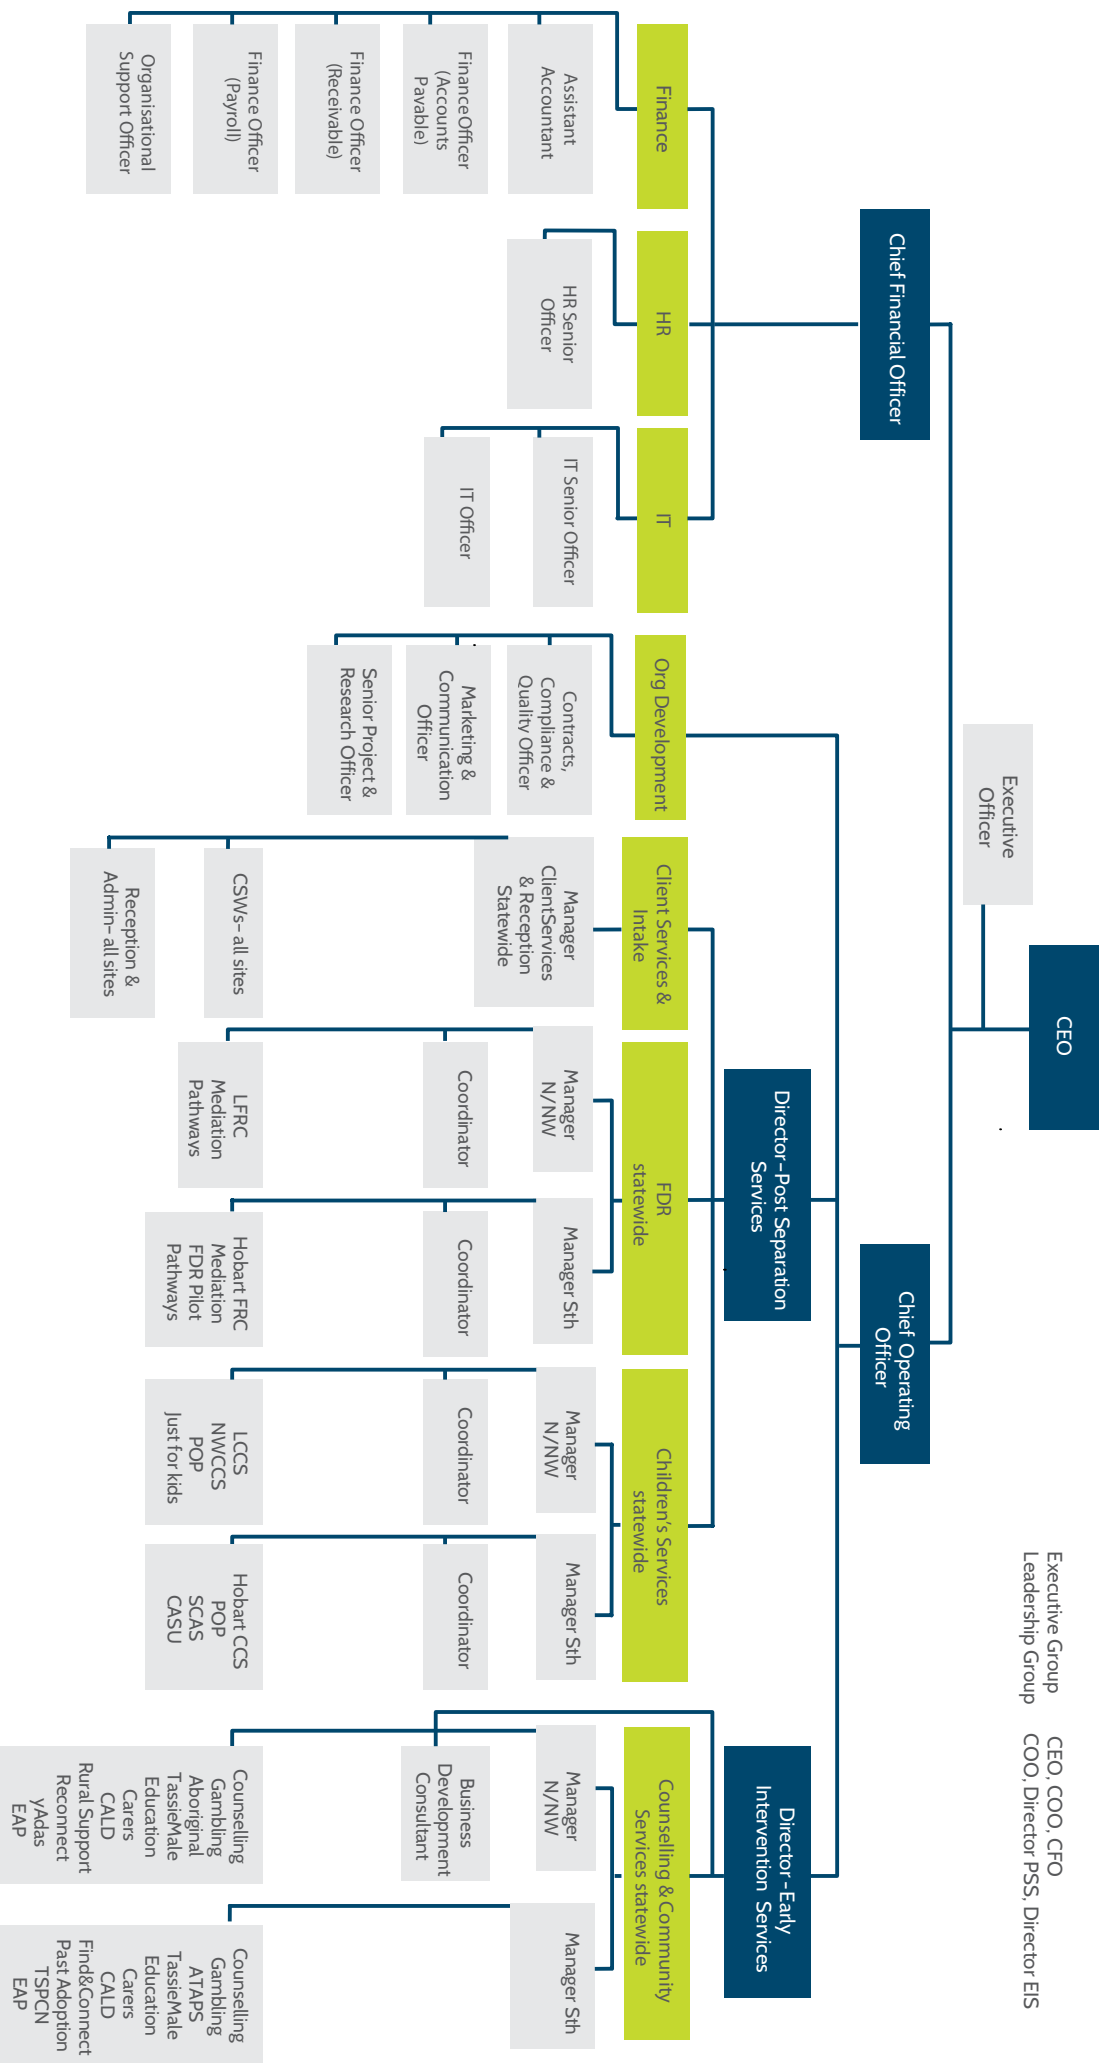 Executive Group CEO, COO, CFO
Leadership Group COO, Director PSS, Director EIS
CEO
Executive
Officer
Chief Financial Officer
Chief Operating
Officer
Director–Post Separation
Services
Director – Early
Intervention Services
Finance
HR
IT
Org Development
Client Services &
Intake
FDR
statewide
Children's Services
statewide
Counselling & Community
Services statewide
Assistant
Accountant
FinanceOfficer
(Accounts
Pavable)
Finance Officer
(Receivable)
Finance Officer
(Payroll)
Organisational
Support Officer
HR Senior
Officer
IT Senior Officer
IT Officer
Contracts,
Compliance &
Quality Officer
Marketing &
Communication
Officer
Senior Project &
Research Officer
Manager
ClientServices
& Reception
Statewide
CSWs– all sites
Reception &
Admin– all sites
Manager
N/NW
Coordinator
LFRC
Mediation
Pathways
Manager Sth
Coordinator
Hobart FRC
Mediation
FDR Pilot
Pathways
Manager
N/NW
Coordinator
LCCS
NWCCS
POP
Just for kids
Manager Sth
Coordinator
Hobart CCS
POP
SCAS
CASU
Manager
N/NW
Business
Development
Consultant
Counselling
Gambling
Aboriginal
TassieMale
Education
Carers
CALD
Rural Support
Reconnect
yAdas
EAP
Manager Sth
Counselling
Gambling
ATAPS
TassieMale
Education
Carers
CALD
Find&Connect
Past Adoption
TSPCN
EAP